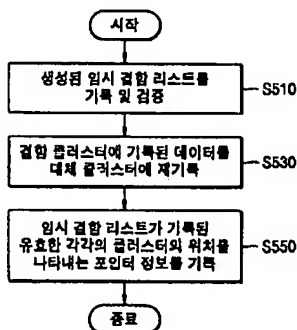 시작
생성된 임시 결함 리스트를
기록 및 검증
S510
결함 클러스터에 기록된 데이터를
대체 클러스터에 재기록
S530
임시 결함 리스트가 기록된
유효한 각각의 클러스터의 위치를
나타내는 포인터 정보를 기록
S550
종료